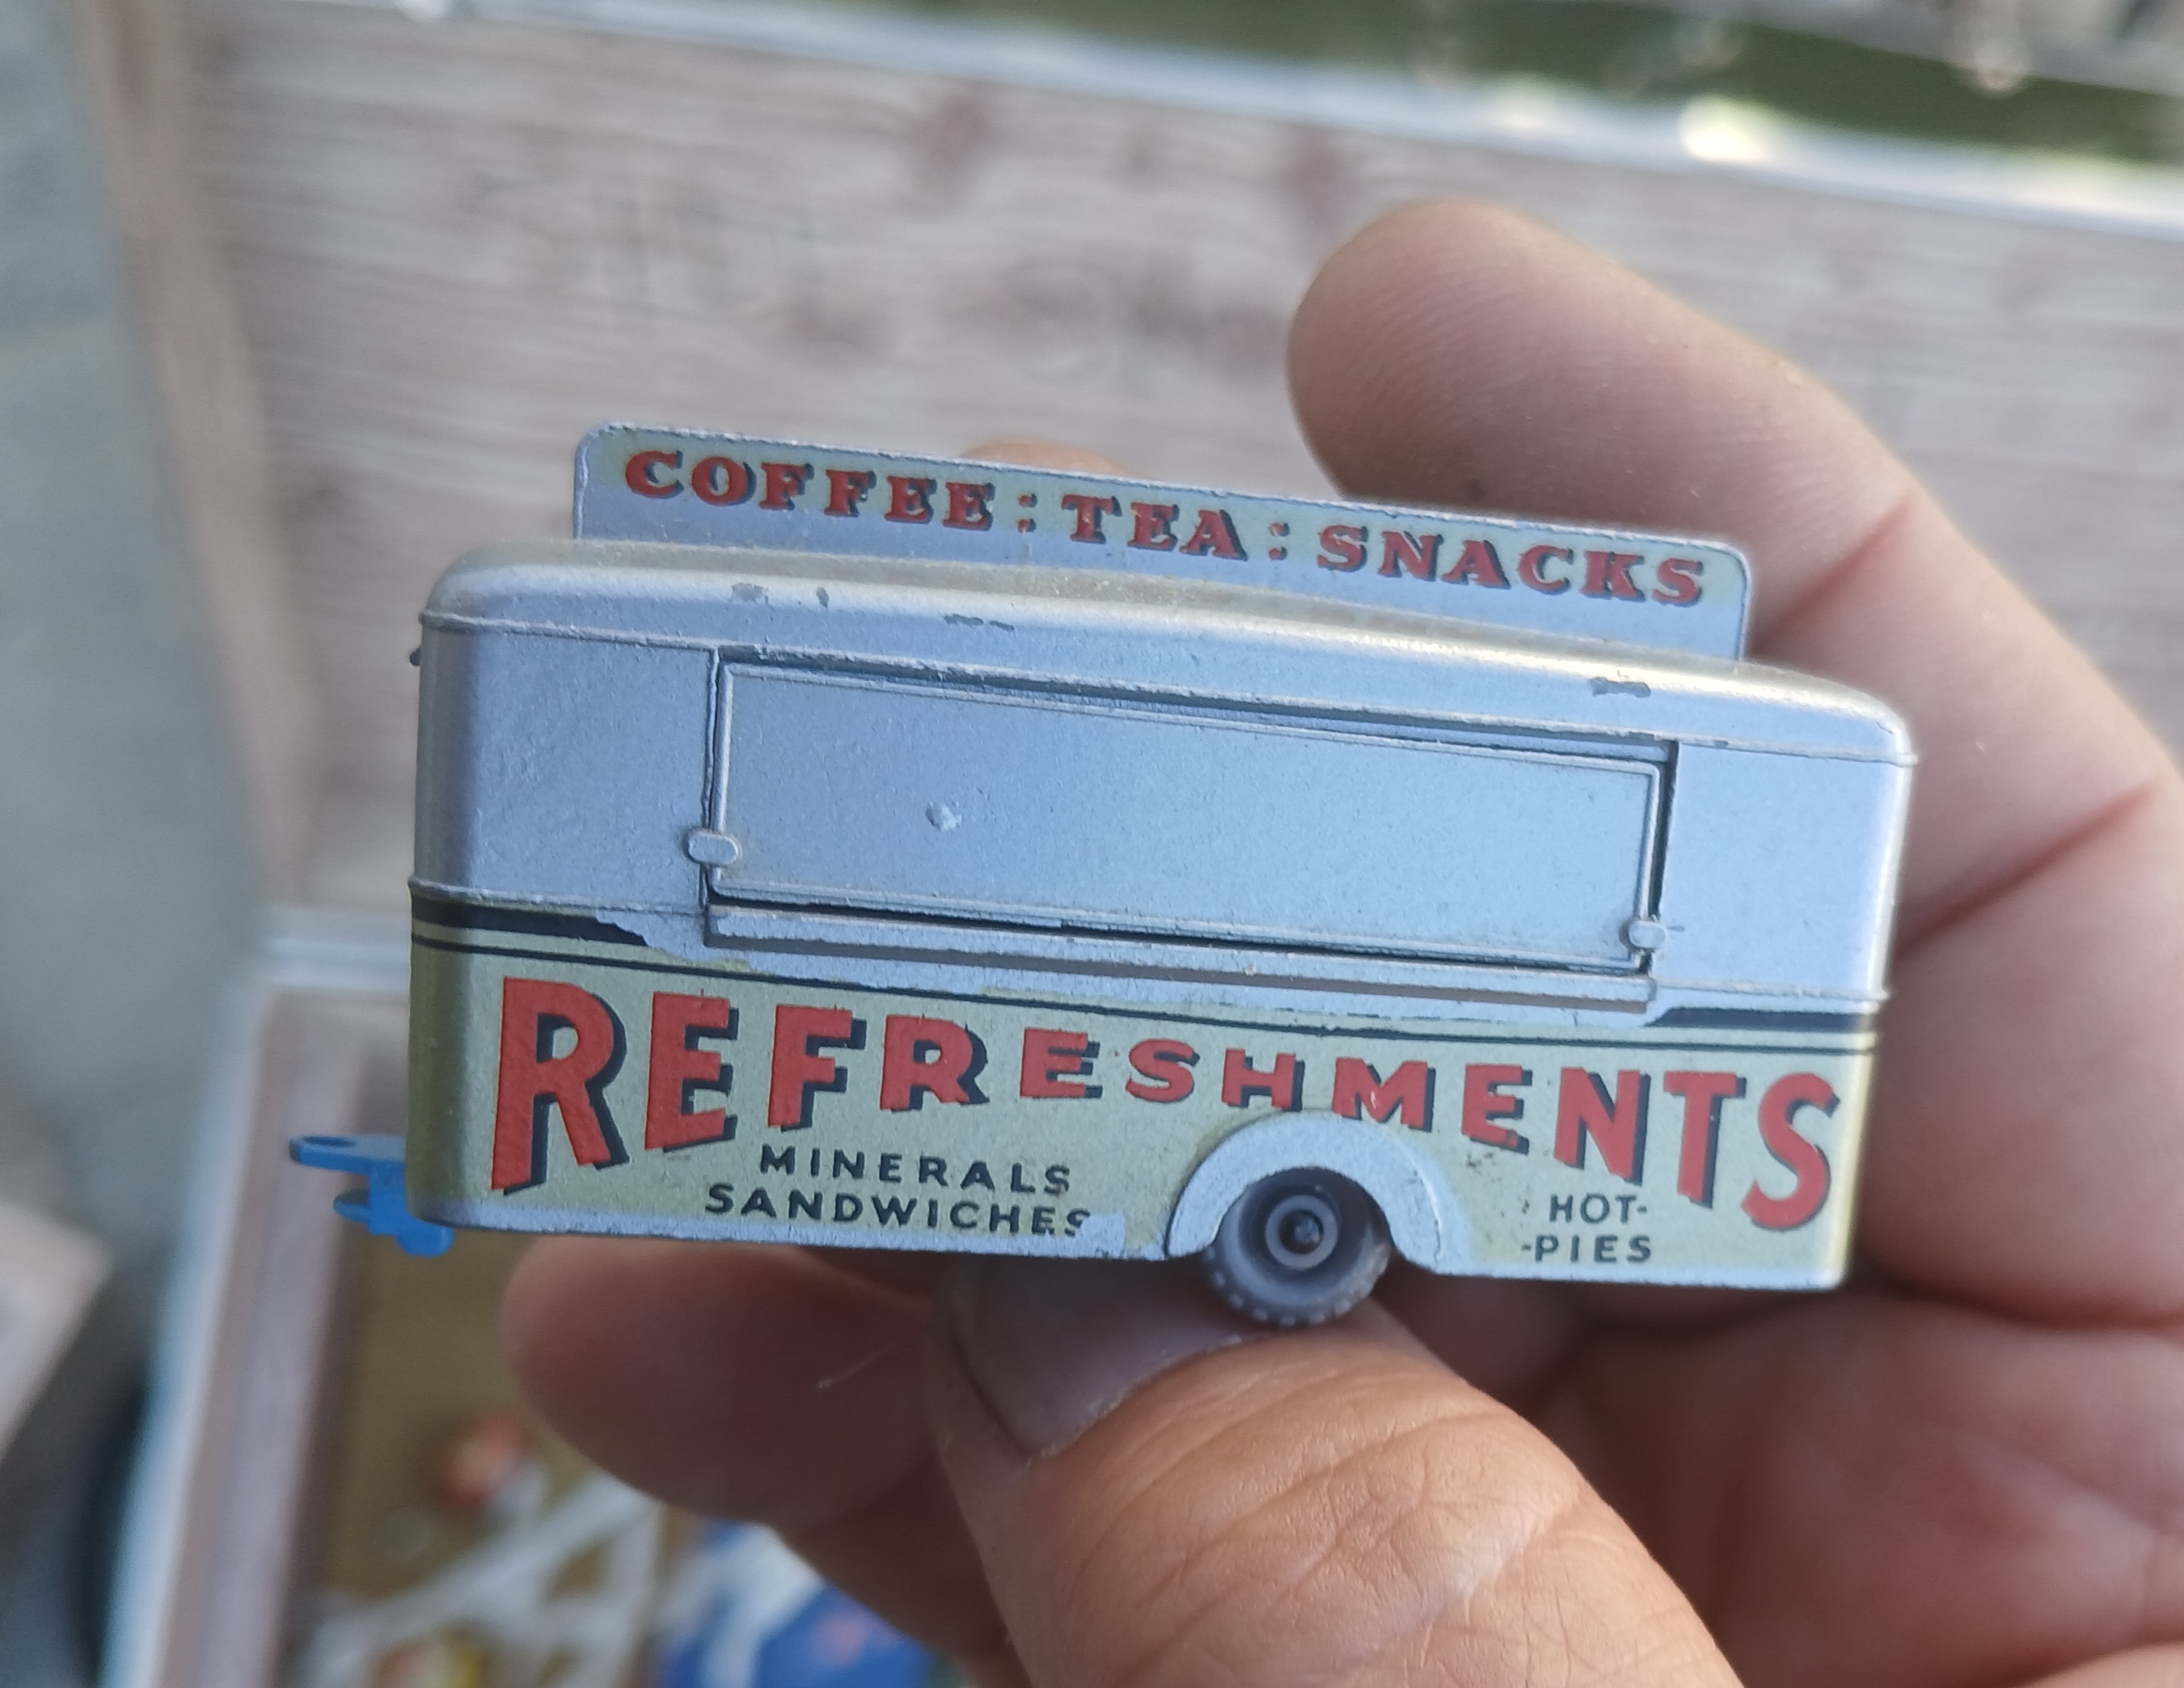 COFFEE : TEA : SNACKS
REFRESHMENTS
MINERALS
SANDWICHES
HOT-
-PIES